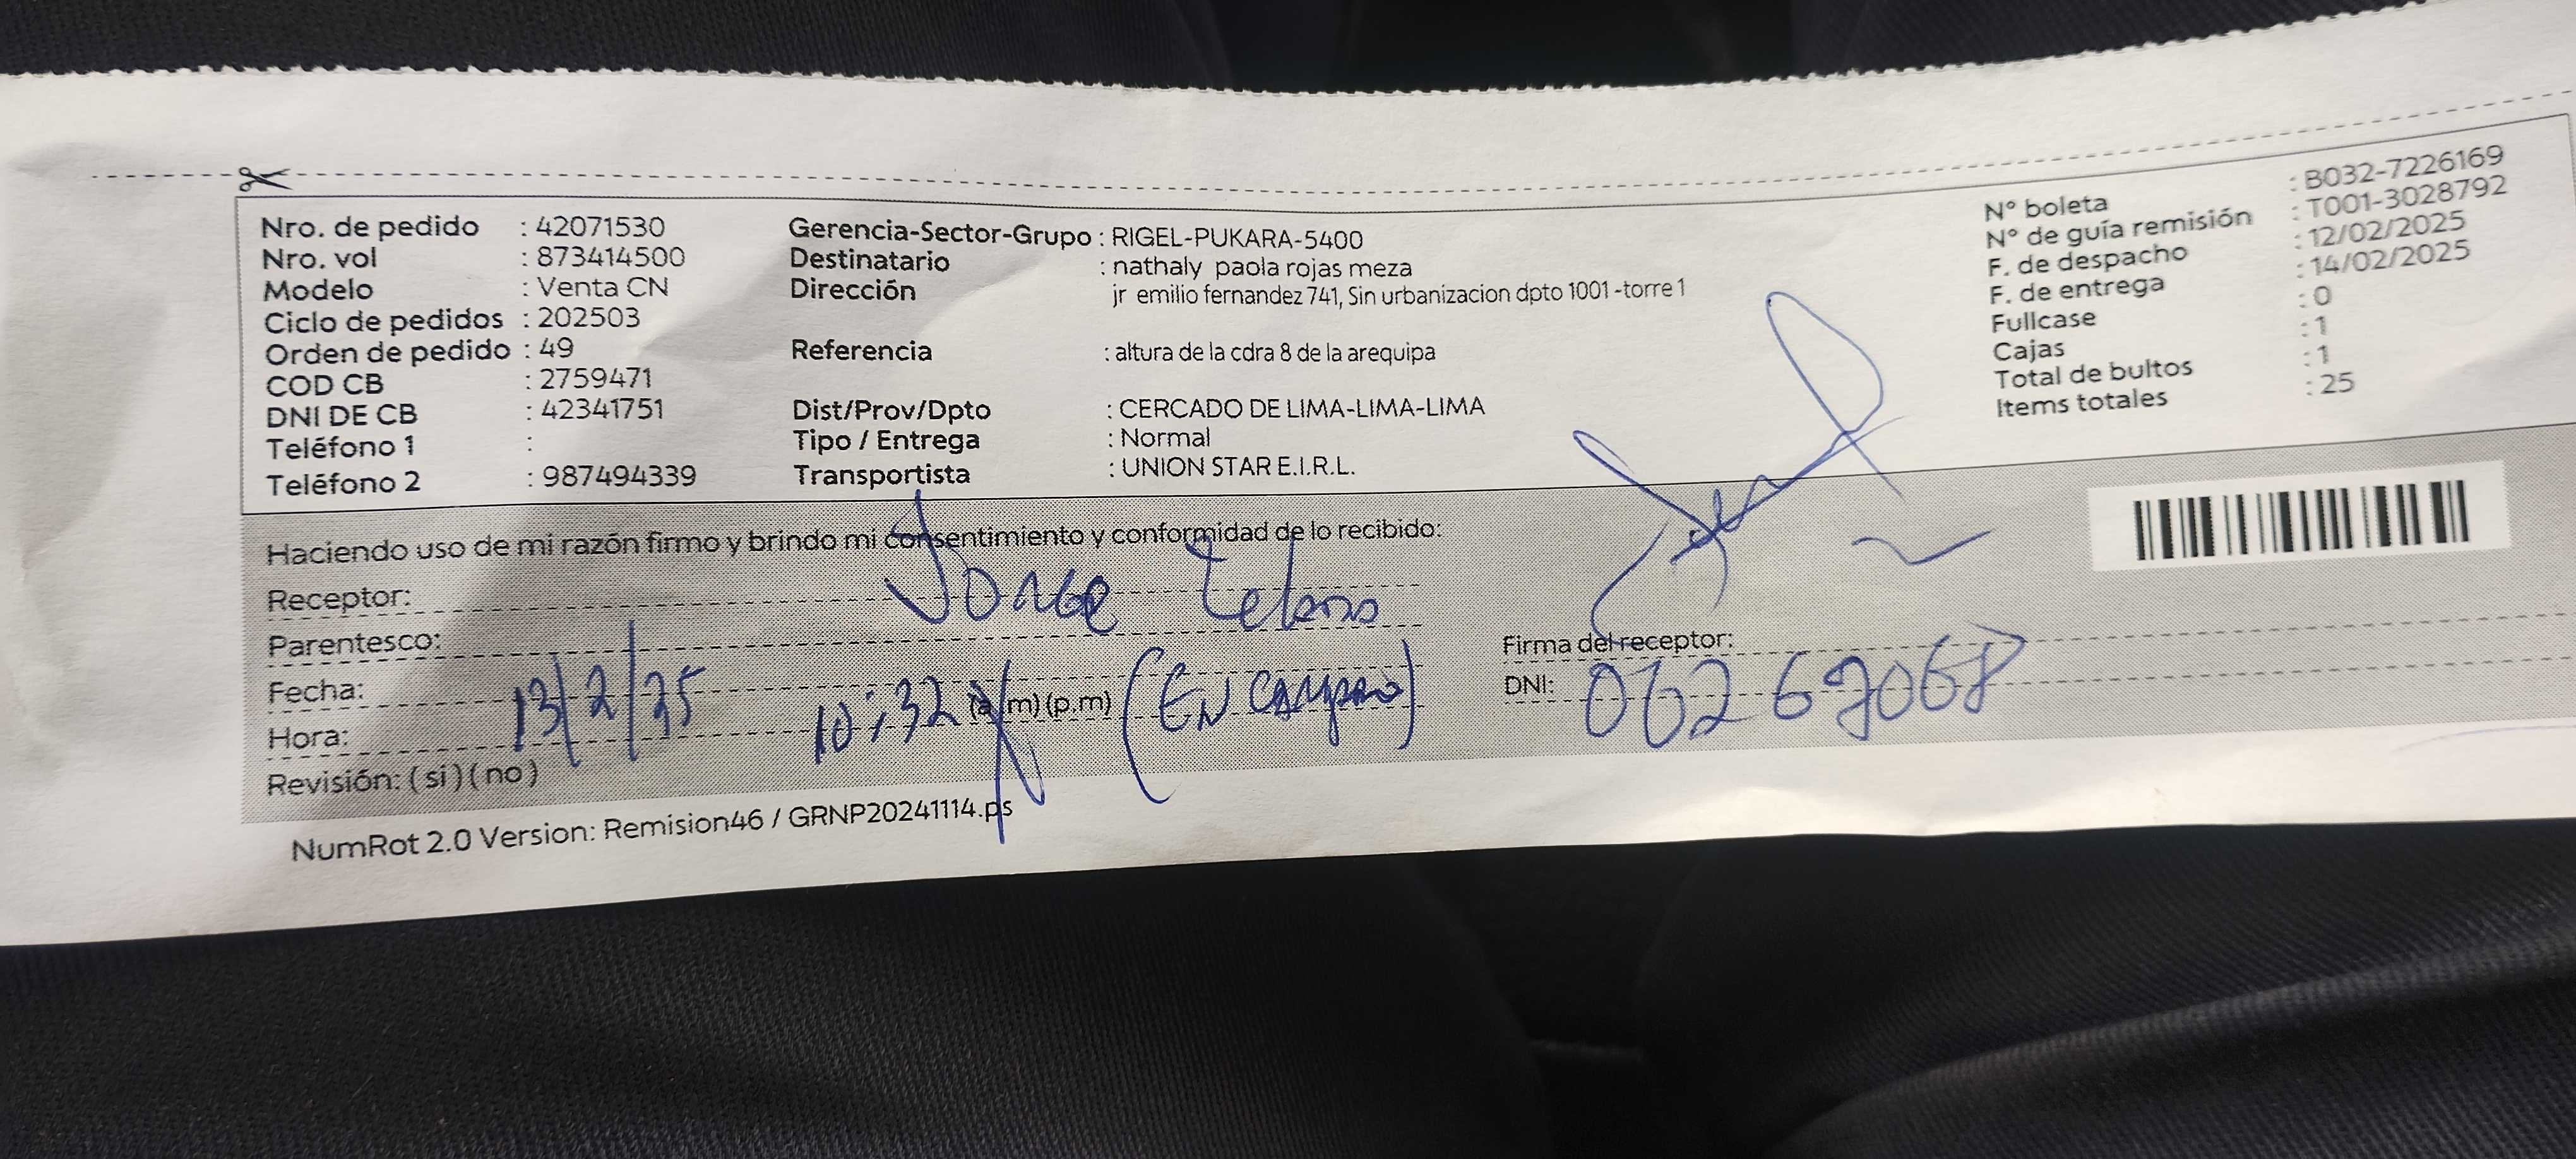 Nro. de pedido : 42071530
Nro. vol : 873414500
Modelo : Venta CN
Ciclo de pedidos : 202503
Orden de pedido : 49
COD CB : 2759471
DNI DE CB : 42341751
Teléfono 1 :
Teléfono 2 : 987494339
Gerencia-Sector-Grupo : RIGEL-PUKARA-5400
Destinatario : nathaly paola rojas meza
Dirección jr emilio fernandez 741, Sin urbanizacion dpto 1001 -torre 1
Referencia : altura de la cdra 8 de la arequipa
Dist/Prov/Dpto : CERCADO DE LIMA-LIMA-LIMA
Tipo / Entrega : Normal
Transportista : UNION STAR E.I.R.L.
N° boleta : B032-7226169
N° de guía remisión : T001-3028792
F. de despacho : 12/02/2025
F. de entrega : 14/02/2025
Fullcase : 0
Cajas : 1
Total de bultos : 1
Items totales : 25
Haciendo uso de mi razón firmo y brindo mi consentimiento y conformidad de lo recibido:
Receptor: Jorge
Parentesco:
Fecha: 13/2/25
Hora: 10:32 (a.m) (p.m)
Revisión: (si) (no)
Firma del receptor:
DNI:
NumRot 2.0 Version: Remision46 / GRNP20241114.ps